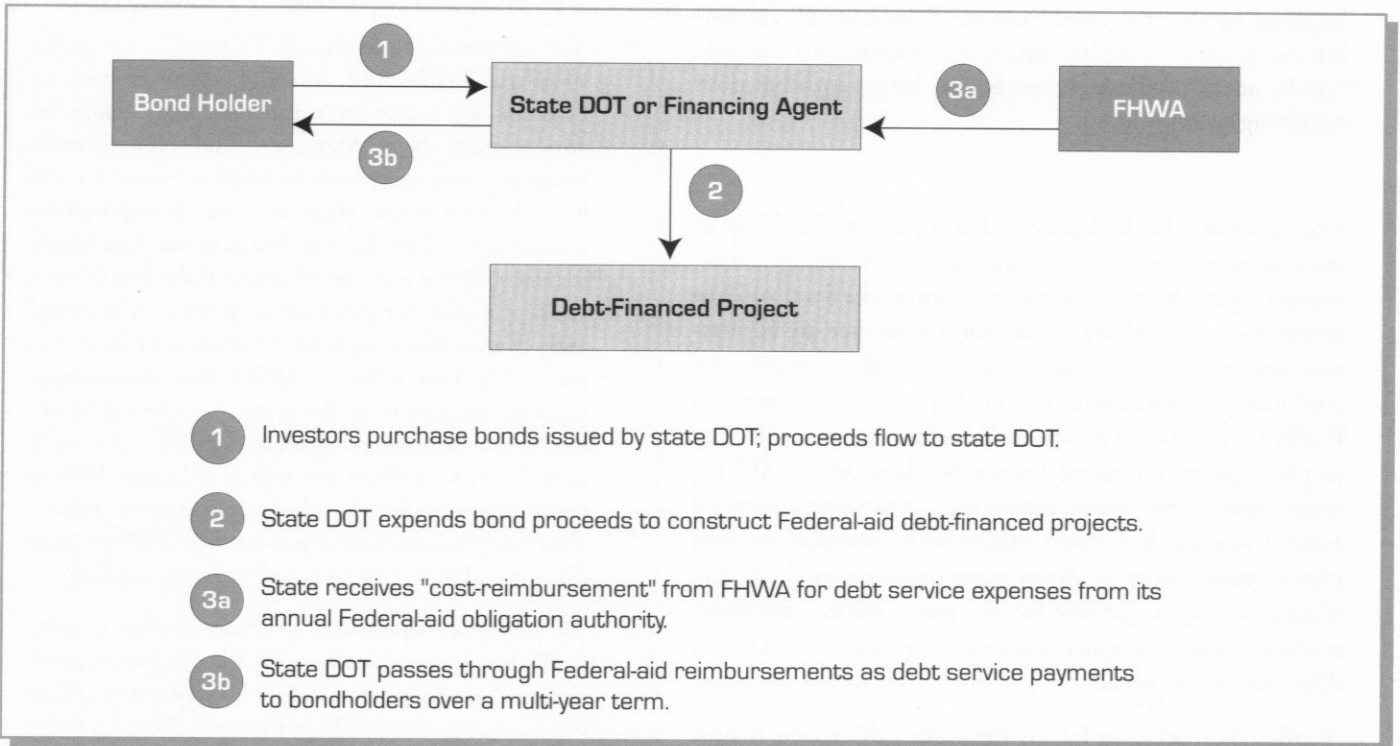 1
Bond Holder
State DOT or Financing Agent
3a
FHWA
3b
2
Debt-Financed Project
1 Investors purchase bonds issued by state DOT; proceeds flow to state DOT.
2 State DOT expends bond proceeds to construct Federal-aid debt-financed projects.
3a State receives "cost-reimbursement" from FHWA for debt service expenses from its
annual Federal-aid obligation authority.
3b State DOT passes through Federal-aid reimbursements as debt service payments
to bondholders over a multi-year term.